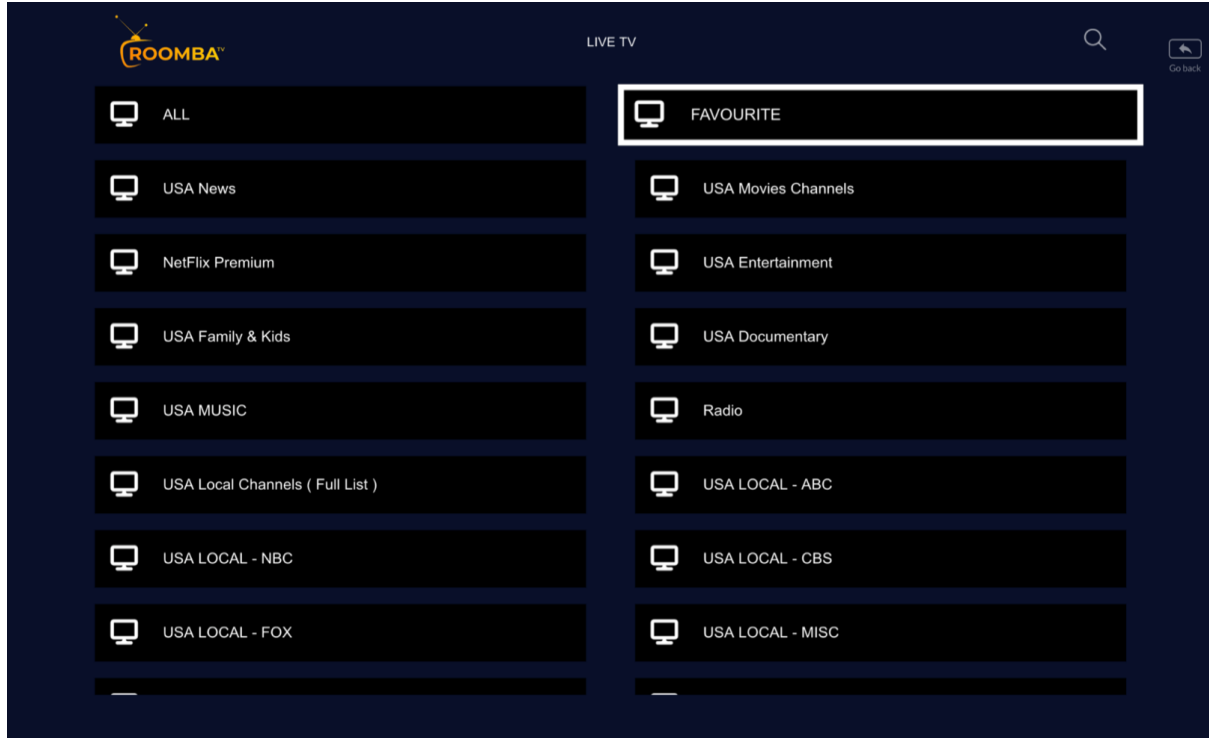 ROOMBA TV
LIVE TV
Go back
ALL
FAVOURITE
USA News
USA Movies Channels
NetFlix Premium
USA Entertainment
USA Family & Kids
USA Documentary
USA MUSIC
Radio
USA Local Channels ( Full List )
USA LOCAL - ABC
USA LOCAL - NBC
USA LOCAL - CBS
USA LOCAL - FOX
USA LOCAL - MISC